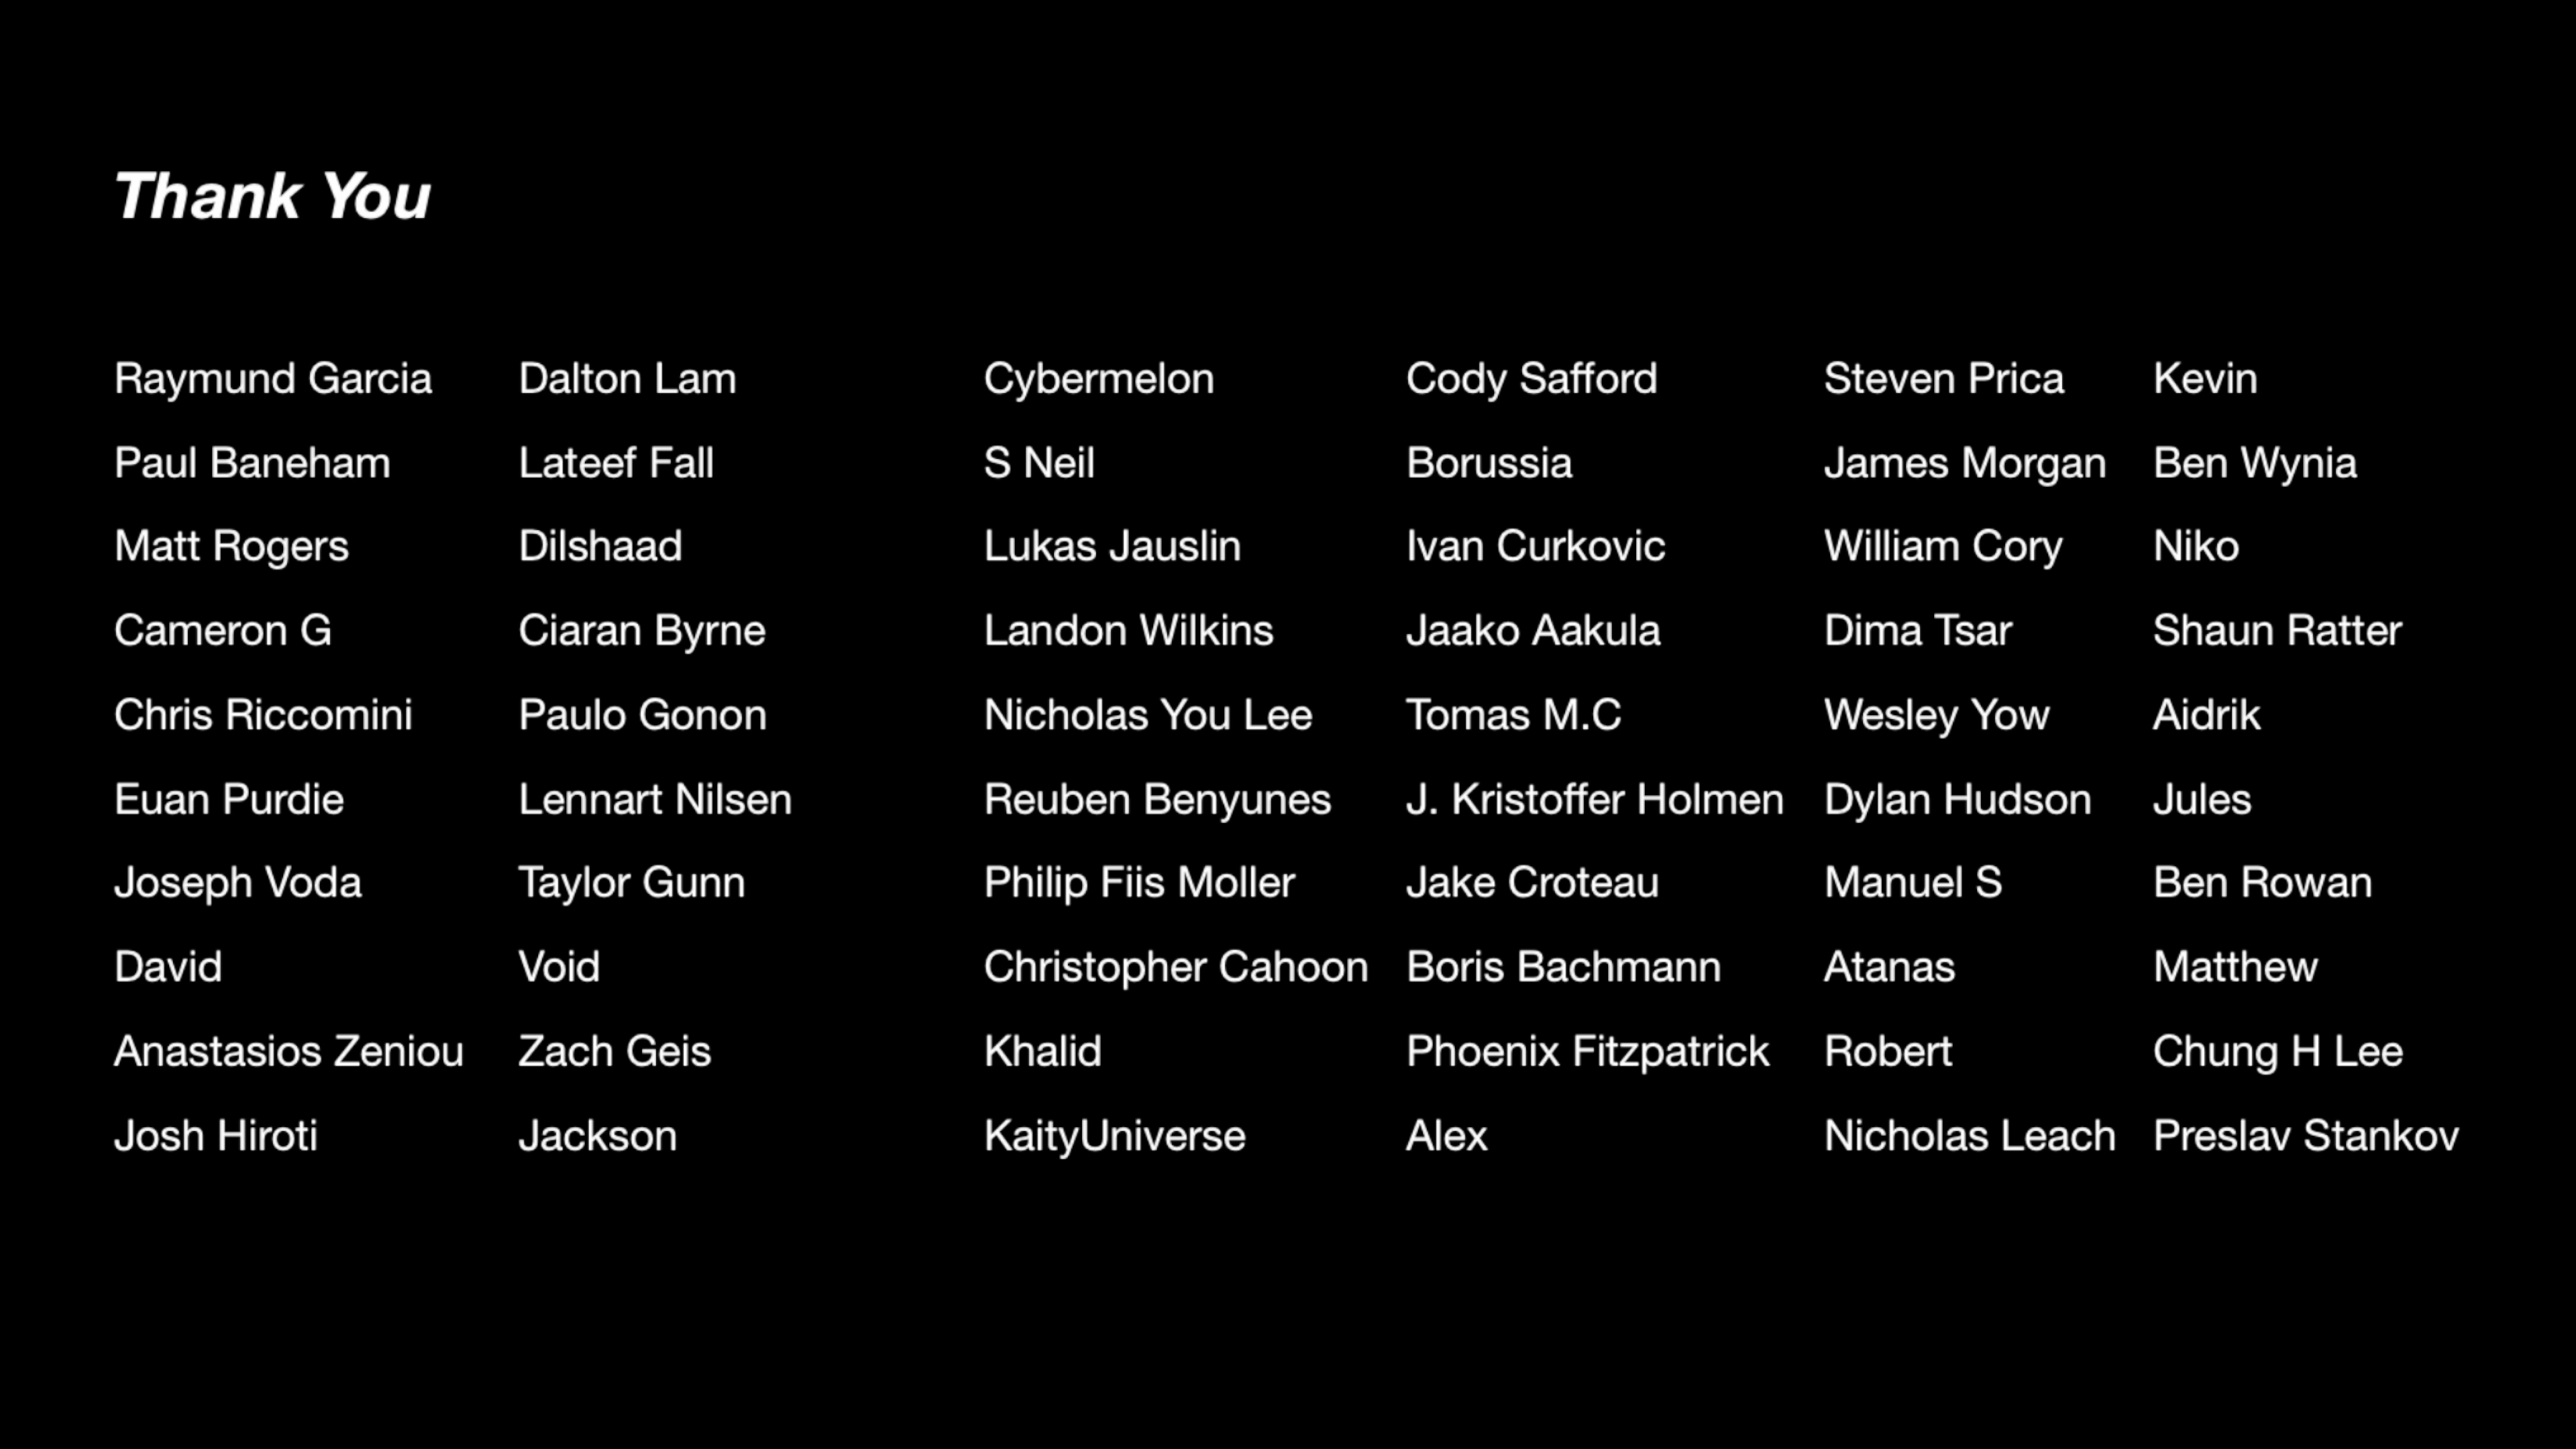 Thank You
Raymund Garcia Dalton Lam Cybermelon Cody Safford Steven Prica Kevin
Paul Baneham Lateef Fall S Neil Borussia James Morgan Ben Wynia
Matt Rogers Dilshaad Lukas Jauslin Ivan Curkovic William Cory Niko
Cameron G Ciaran Byrne Landon Wilkins Jaako Aakula Dima Tsar Shaun Ratter
Chris Riccomini Paulo Gonon Nicholas You Lee Tomas M.C Wesley Yow Aidrik
Euan Purdie Lennart Nilsen Reuben Benyunes J. Kristoffer Holmen Dylan Hudson Jules
Joseph Voda Taylor Gunn Philip Fiis Moller Jake Croteau Manuel S Ben Rowan
David Void Christopher Cahoon Boris Bachmann Atanas Matthew
Anastasios Zeniou Zach Geis Khalid Phoenix Fitzpatrick Robert Chung H Lee
Josh Hiroti Jackson KaityUniverse Alex Nicholas Leach Preslav Stankov